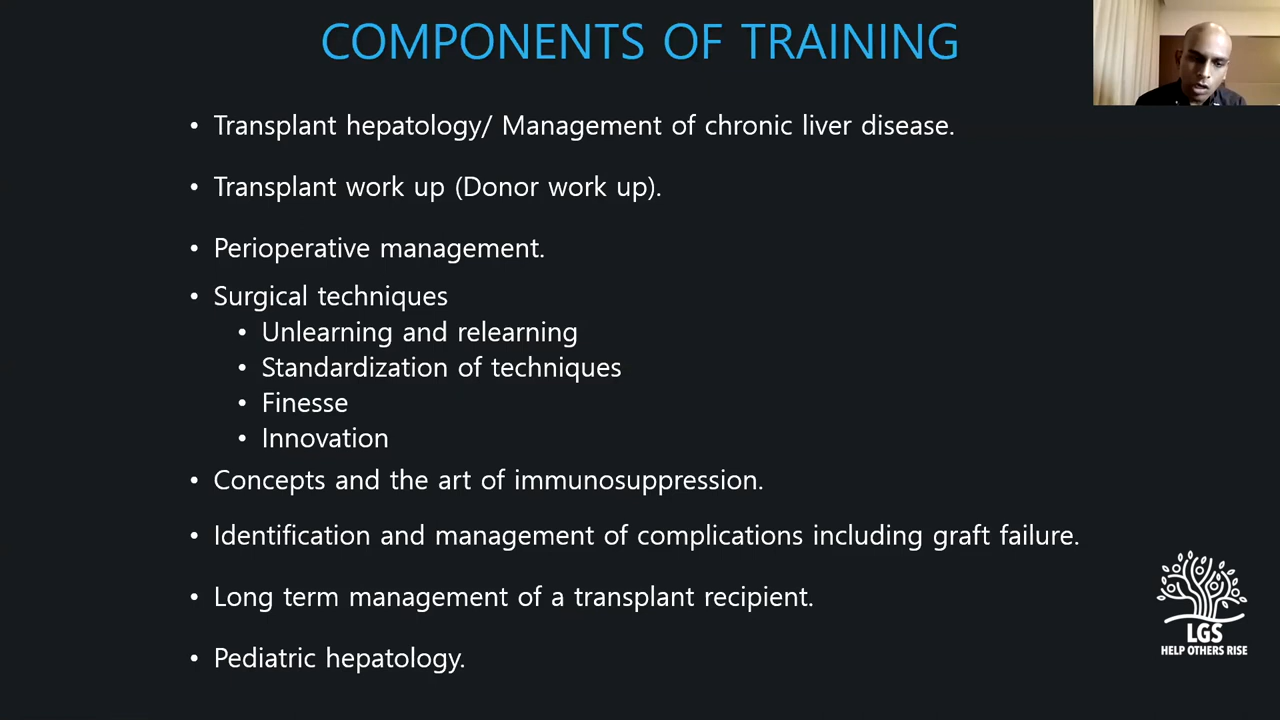 COMPONENTS OF TRAINING
• Transplant hepatology/ Management of chronic liver disease.
• Transplant work up (Donor work up).
• Perioperative management.
• Surgical techniques
• Unlearning and relearning
• Standardization of techniques
• Finesse
• Innovation
• Concepts and the art of immunosuppression.
• Identification and management of complications including graft failure.
• Long term management of a transplant recipient.
• Pediatric hepatology.
LGS
HELP OTHERS RISE